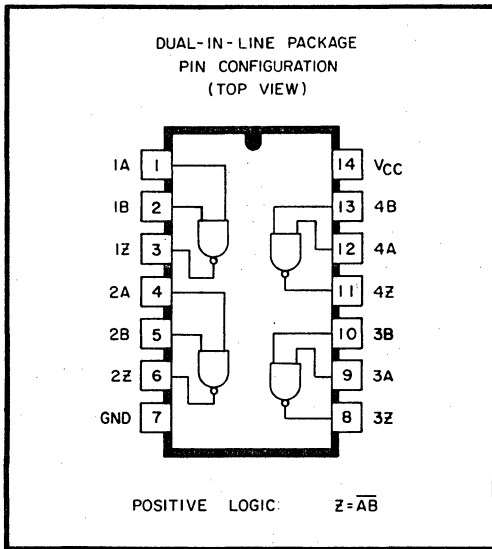 DUAL-IN-LINE PACKAGE
PIN CONFIGURATION
(TOP VIEW)
1A 1 14 VCC
1B 2 13 4B
1Z 3 12 4A
2A 4 11 4Z
2B 5 10 3B
2Z 6 9 3A
GND 7 8 3Z
POSITIVE LOGIC: Z=A̅B̅